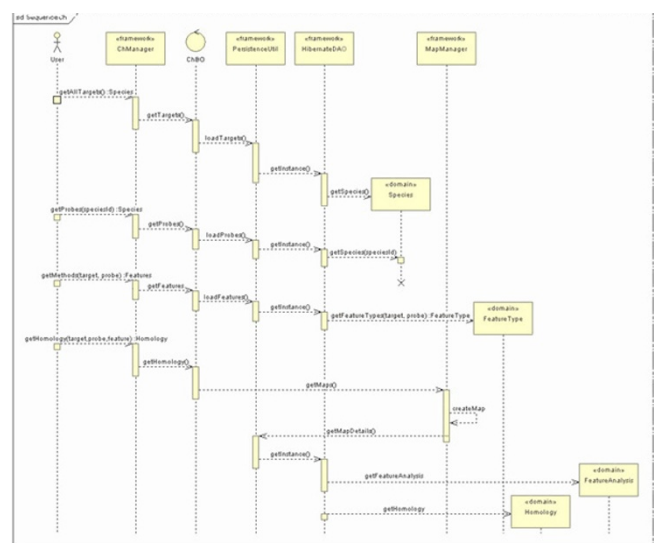 sd SequenceCh
User
«framework»
ChManager
ChBO
«framework»
PersistenceUtil
«framework»
HibernateDAO
«framework»
MapManager
getAllTargets() :Species
getTargets()
loadTargets()
getInstance()
getSpecies()
«domain»
Species
getProbes(speciesId) :Species
getProbes()
loadProbes()
getInstance()
getSpecies(speciesId)
getMethods(target, probe) :Features
getFeatures
loadFeatures()
getInstance()
getFeatureTypes(target, probe) :FeatureType
«domain»
FeatureType
getHomology(target,probe,feature) :Homology
getHomology()
getMaps()
createMap
getMapDetails()
getInstance()
getFeatureAnalysis
«domain»
FeatureAnalysis
getHomology
«domain»
Homology